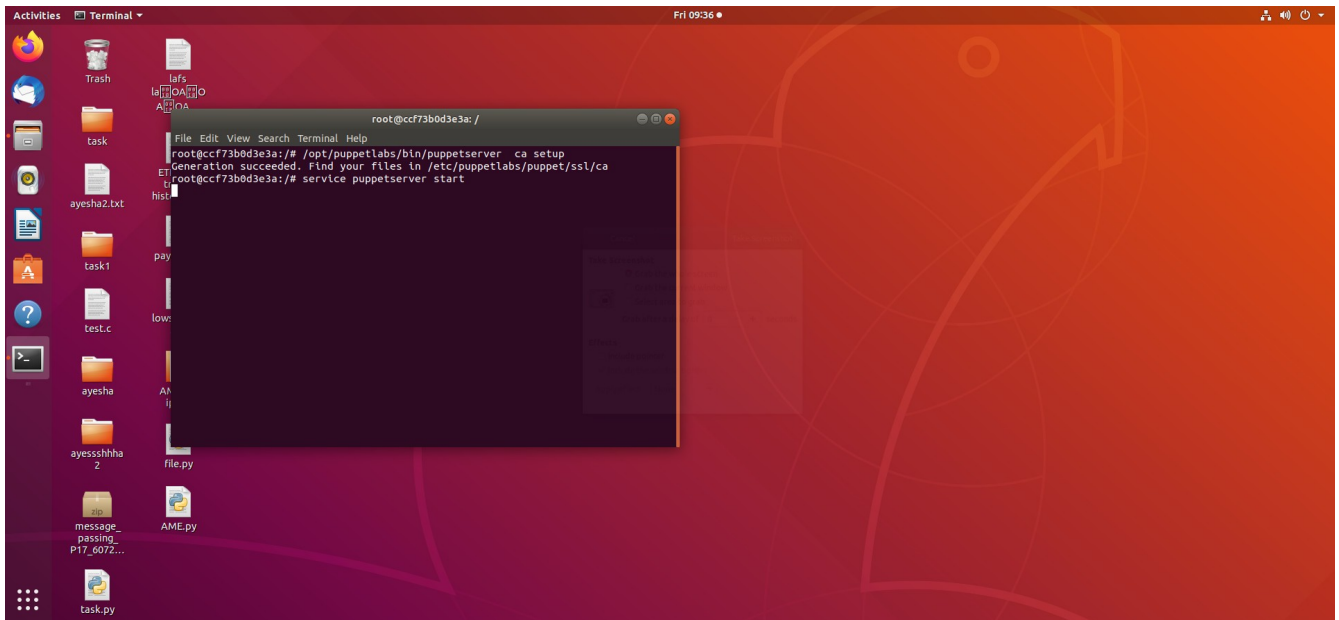 Activities Terminal Fri 09:36
Trash
lafs
task
ayesha2.txt
task1
test.c
ayesha
ayessshhha
2
file.py
zip
message_
passing_
P17_6072...
AME.py
task.py
root@ccf73b0d3e3a: /
File Edit View Search Terminal Help
root@ccf73b0d3e3a:/# /opt/puppetlabs/bin/puppetserver  ca setup
Generation succeeded. Find your files in /etc/puppetlabs/puppet/ssl/ca
root@ccf73b0d3e3a:/# service puppetserver start